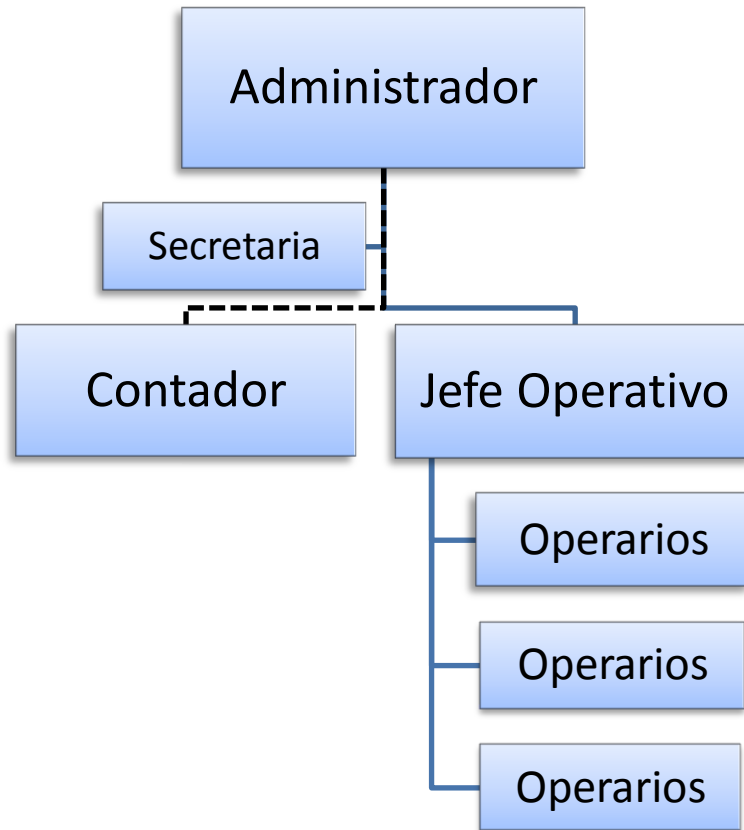 Administrador
Secretaria
Contador
Jefe Operativo
Operarios
Operarios
Operarios